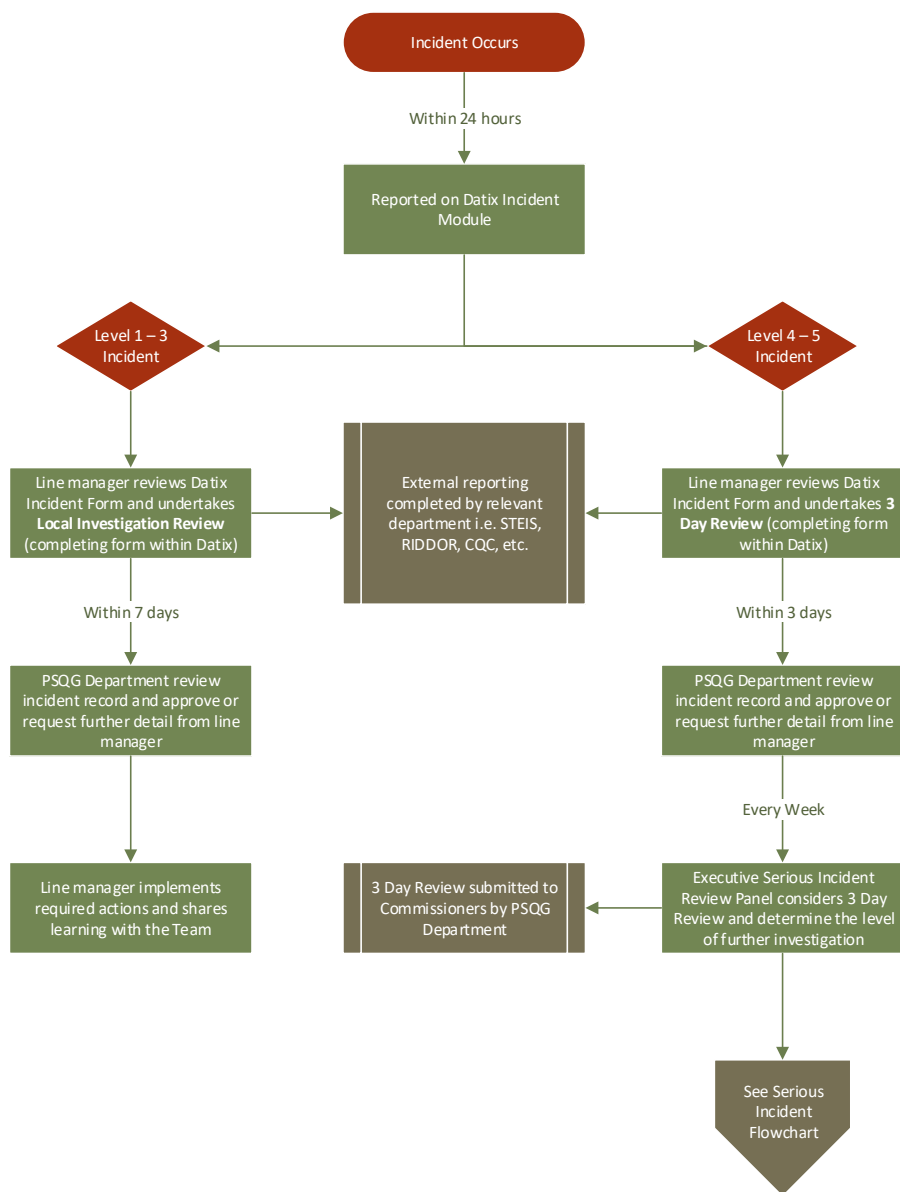 Incident Occurs
Within 24 hours
Reported on Datix Incident
Module
Level 1 – 3
Incident
Level 4 – 5
Incident
Line manager reviews Datix
Incident Form and undertakes
Local Investigation Review
(completing form within Datix)
External reporting
completed by relevant
department i.e. STEIS,
RIDDOR, CQC, etc.
Line manager reviews Datix
Incident Form and undertakes 3
Day Review (completing form
within Datix)
Within 7 days
Within 3 days
PSQG Department review
incident record and approve or
request further detail from line
manager
PSQG Department review
incident record and approve or
request further detail from line
manager
Every Week
Line manager implements
required actions and shares
learning with the Team
3 Day Review submitted to
Commissioners by PSQG
Department
Executive Serious Incident
Review Panel considers 3 Day
Review and determine the level
of further investigation
See Serious
Incident
Flowchart